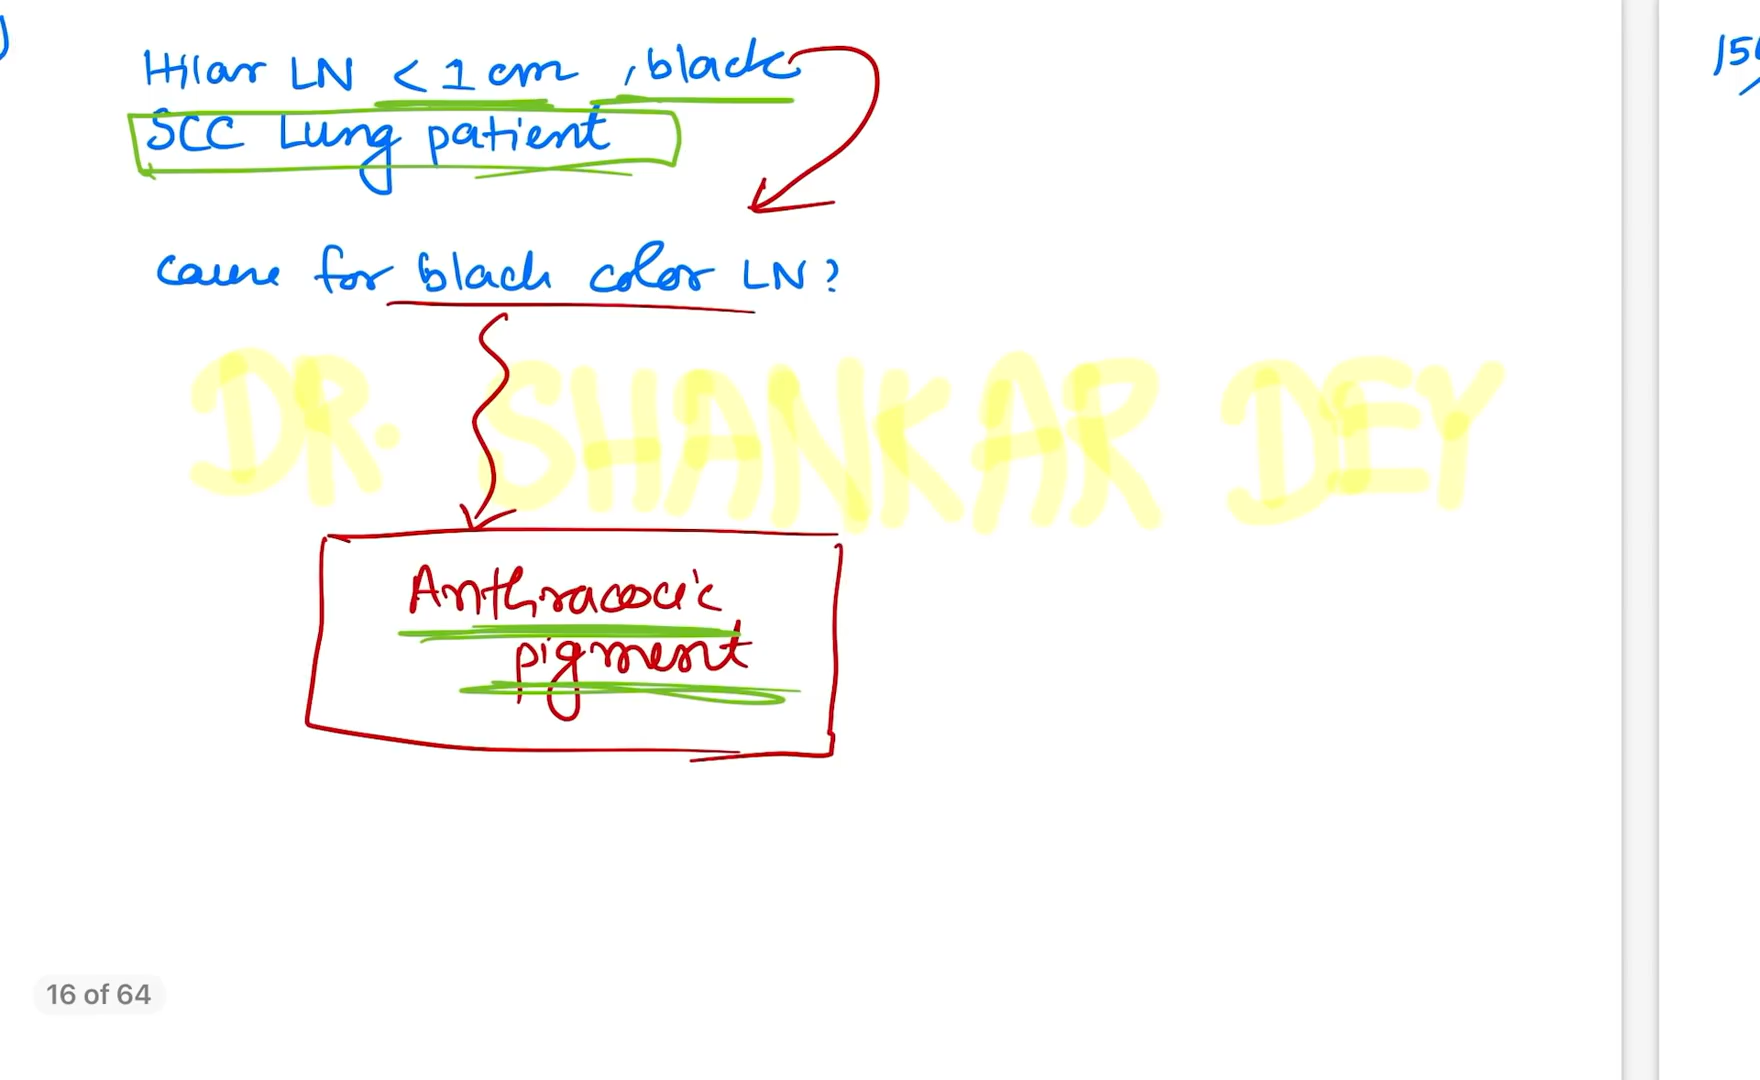 Hilar LN < 1 cm , black
SCC Lung patient
cause for black color LN?
DR. SHANKAR DEY
Anthracocic
pigment
16 of 64